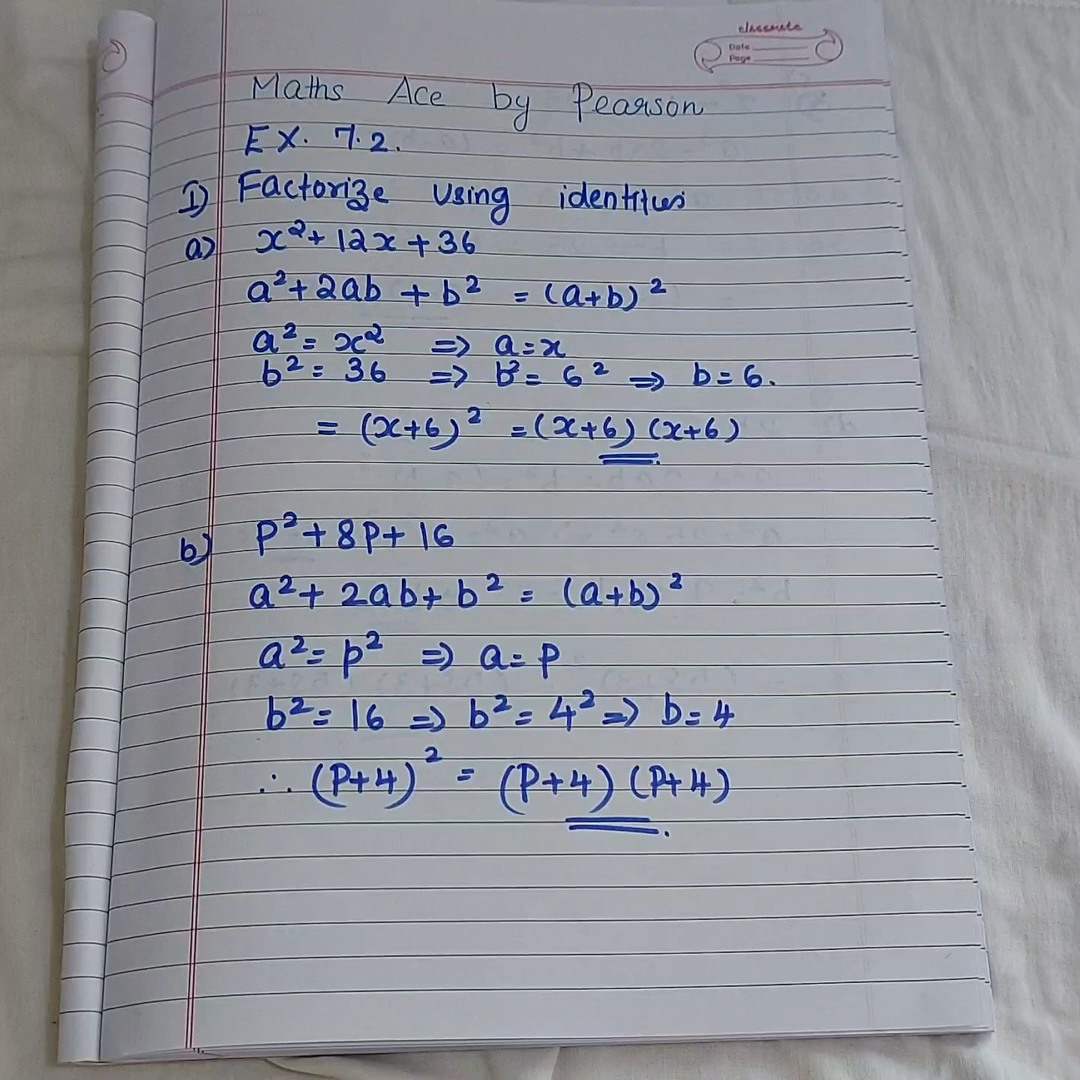 classmate
Date
Page
Maths Ace by Pearson
EX. 7.2.
1) Factorize using identities
a) x²+12x+36
a²+2ab+b² = (a+b)²
a² = x² => a=x
b² = 36 => b² = 6² => b=6.
= (x+6)² = (x+6) (x+6)
b) p²+8p+16
a²+2ab+b² = (a+b)²
a² = p² => a=p
b² = 16 => b² = 4² => b=4
∴ (p+4)² = (p+4) (p+4)